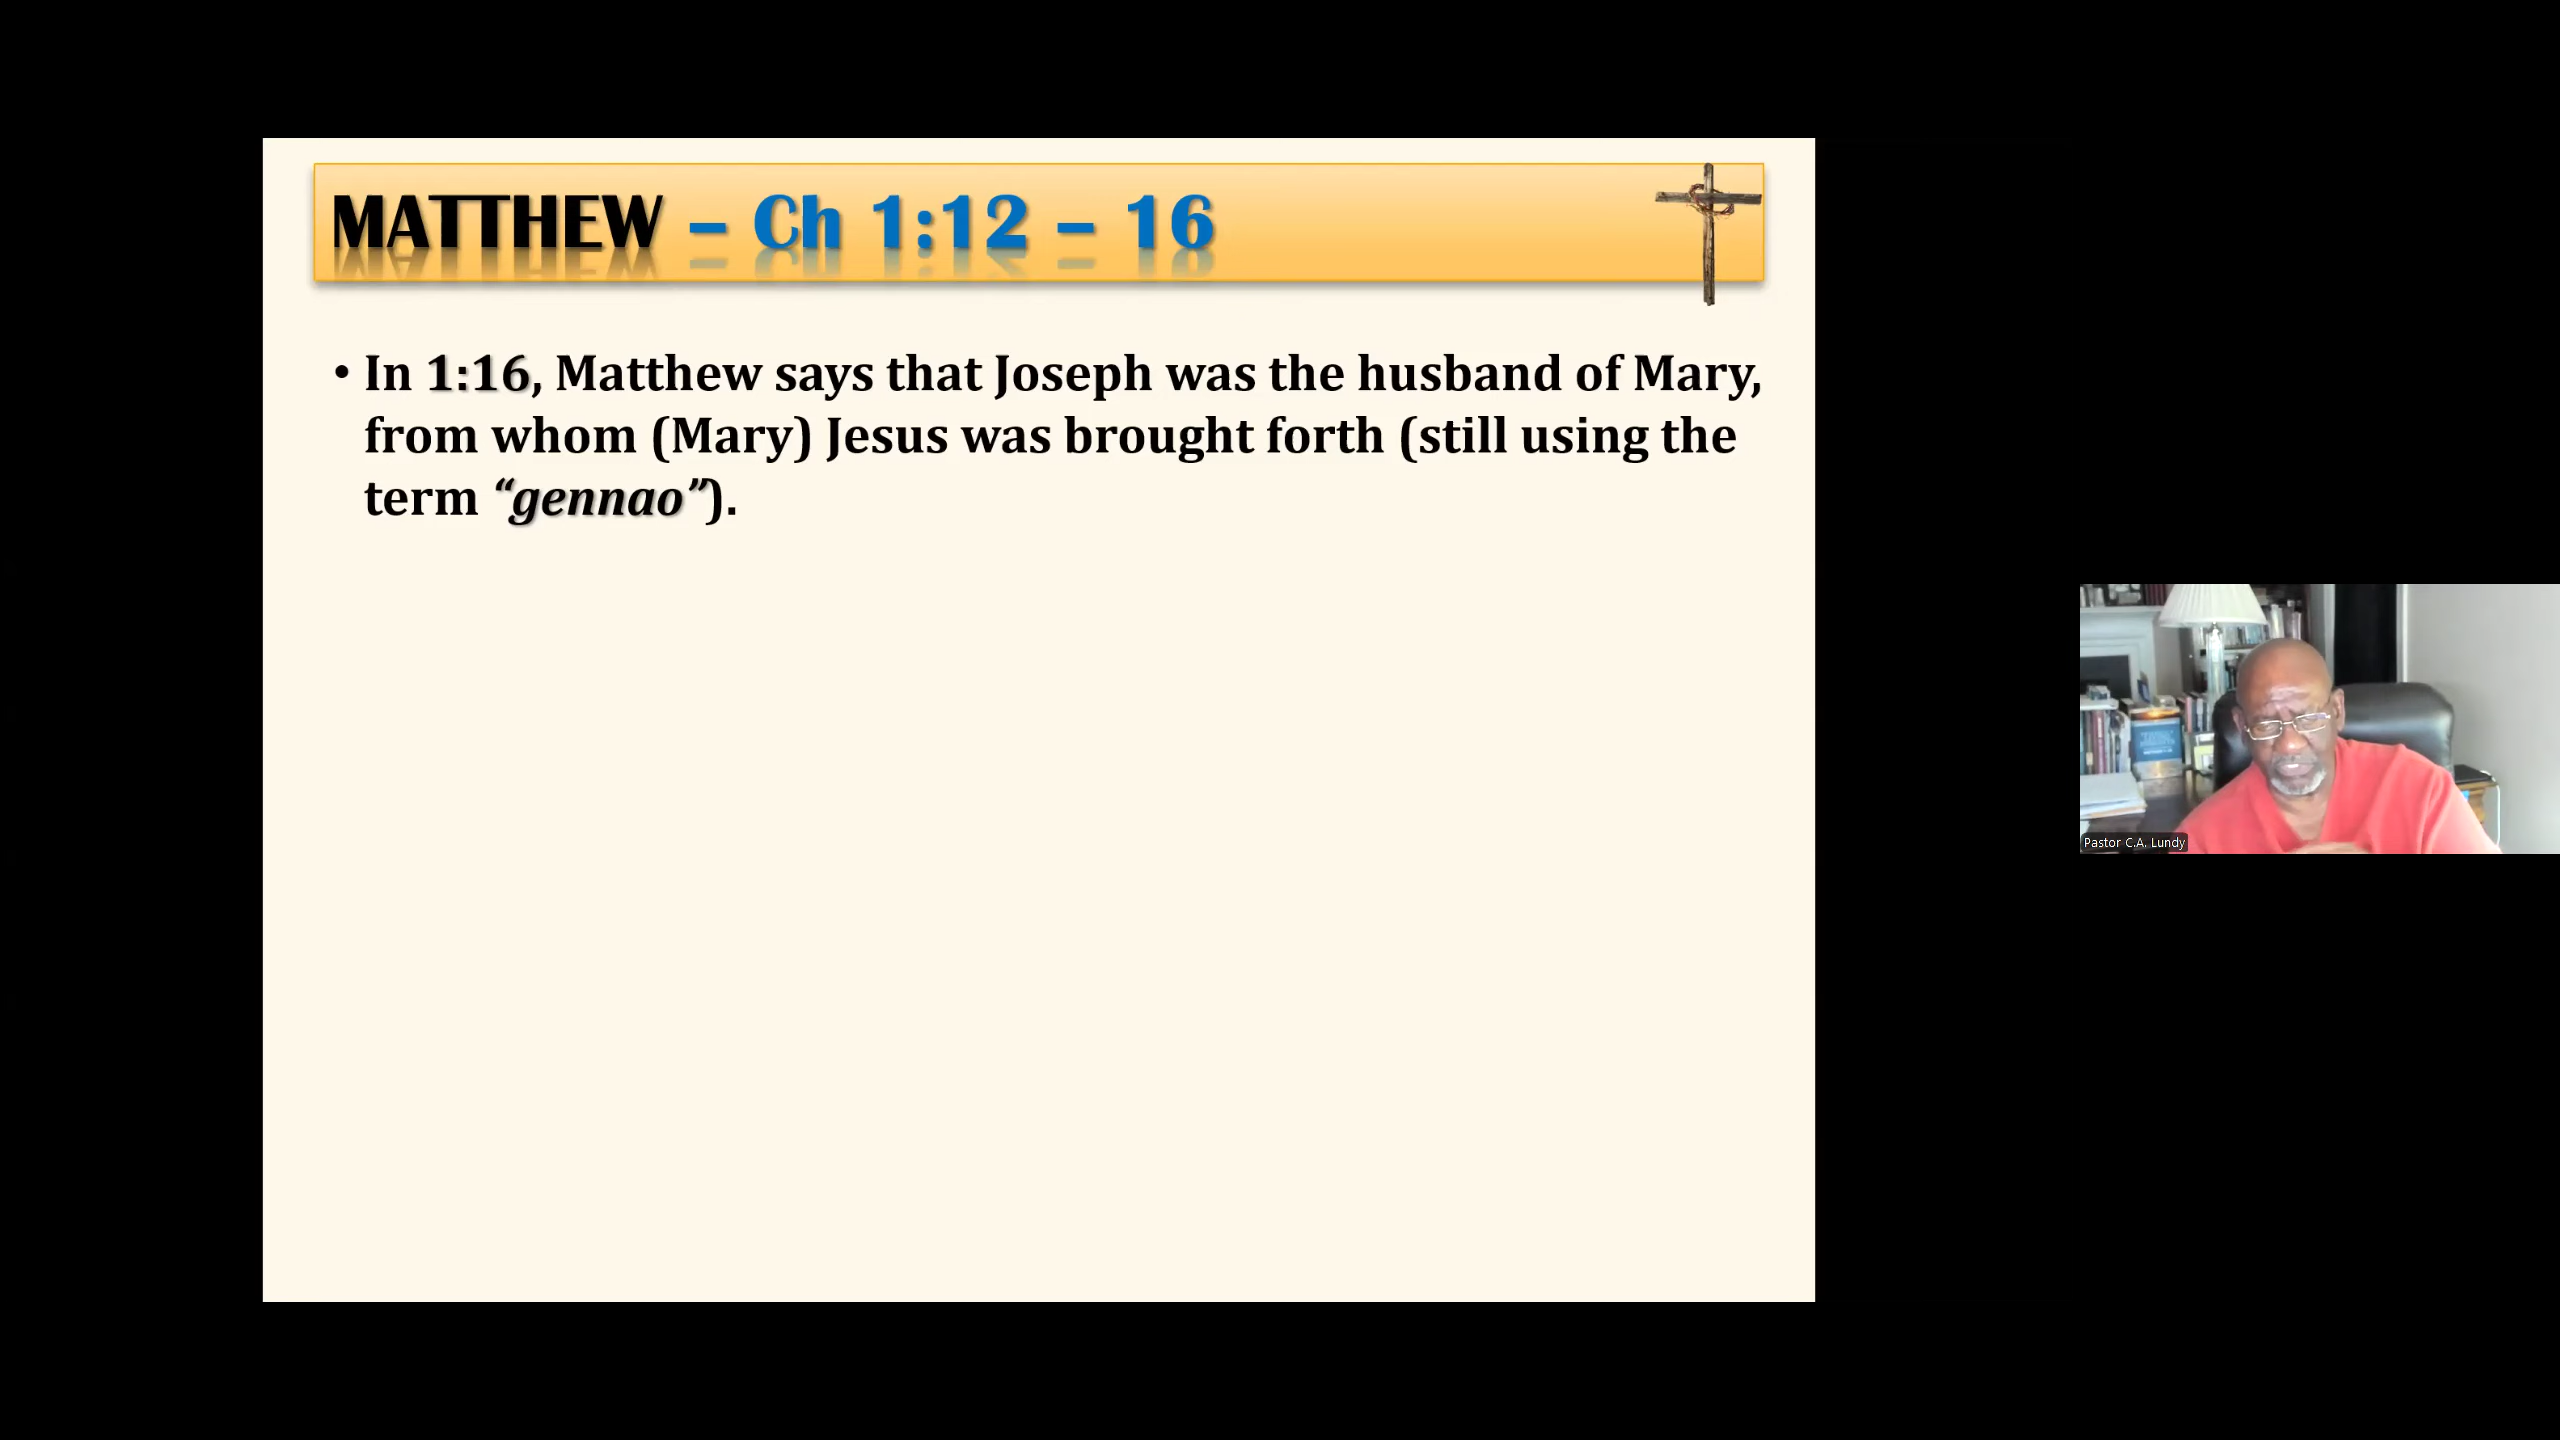 MATTHEW – Ch 1:12 – 16
• In 1:16, Matthew says that Joseph was the husband of Mary,
from whom (Mary) Jesus was brought forth (still using the
term “gennao”).
Pastor C.A. Lundy